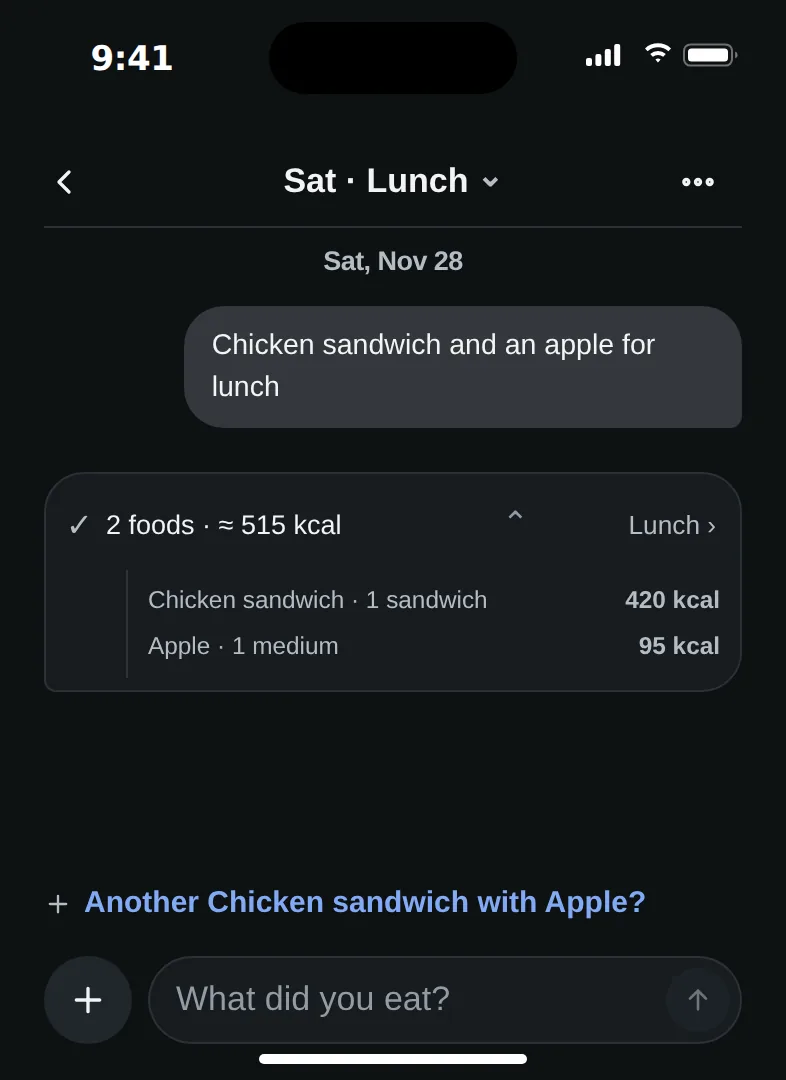 9:41
Sat · Lunch
Sat, Nov 28
Chicken sandwich and an apple for
lunch
✓ 2 foods · ≈ 515 kcal Lunch ›
Chicken sandwich · 1 sandwich 420 kcal
Apple · 1 medium 95 kcal
+ Another Chicken sandwich with Apple?
What did you eat?